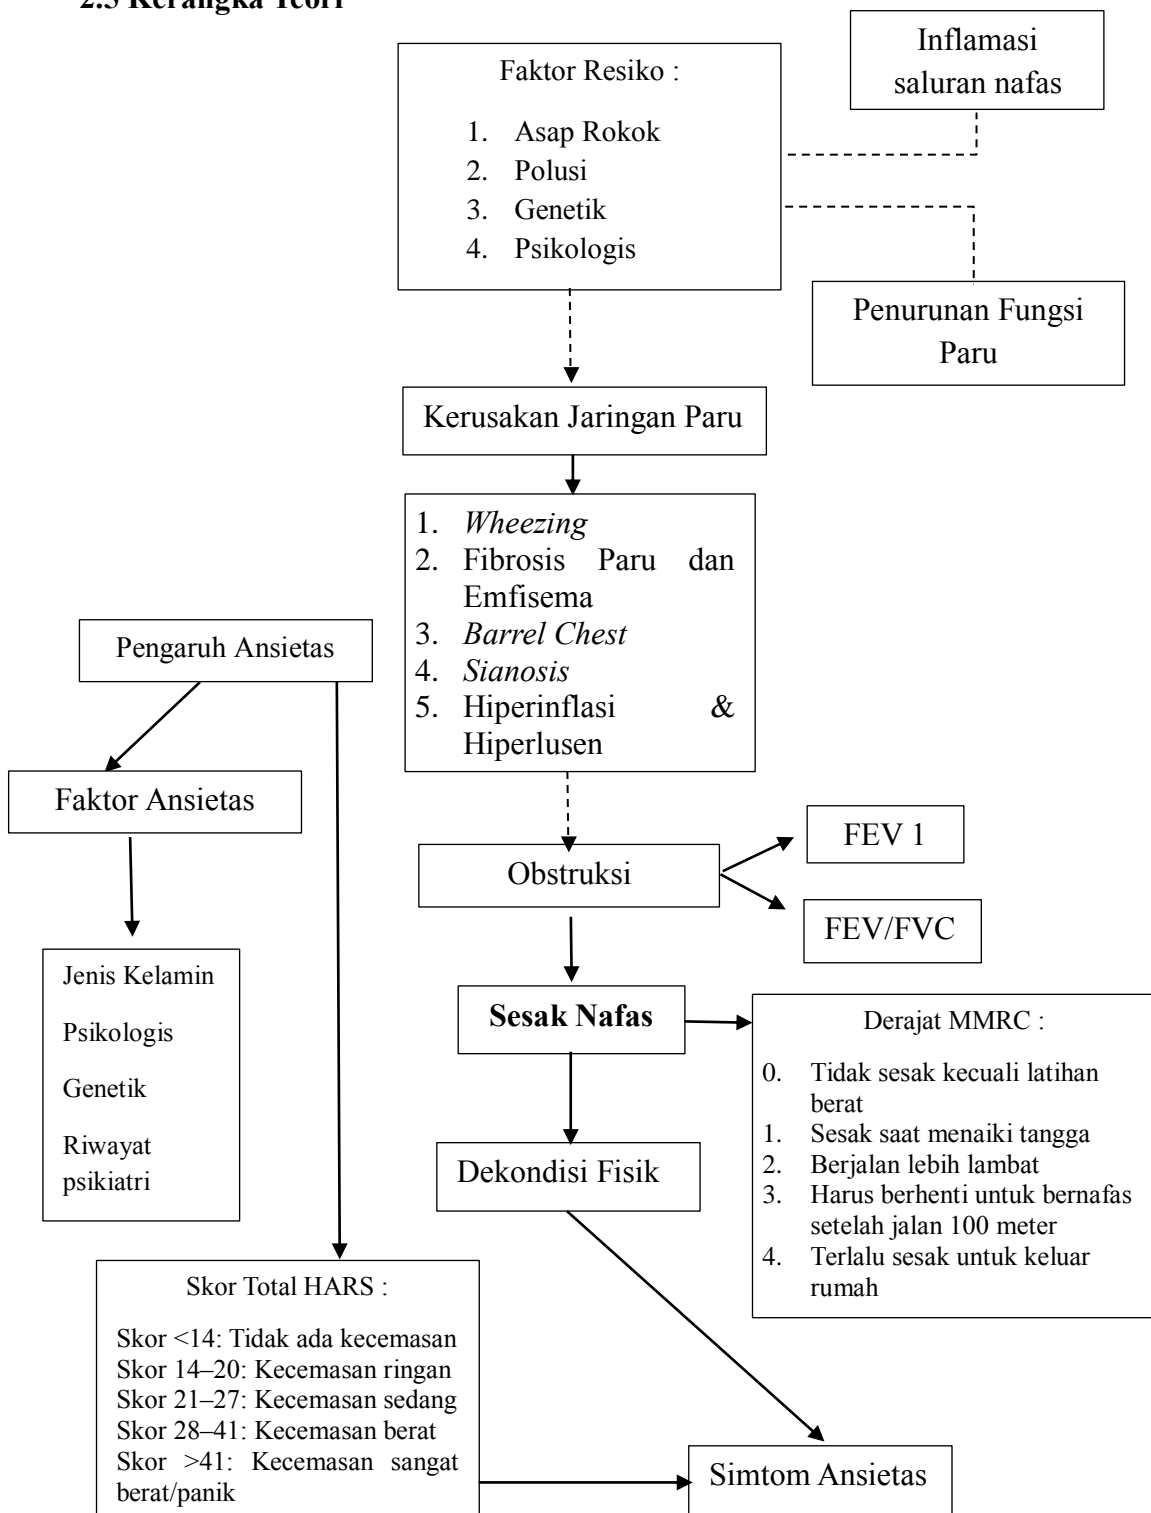 2.5 Kerangka Teori
Inflamasi
saluran nafas
Faktor Resiko :
1. Asap Rokok
2. Polusi
3. Genetik
4. Psikologis
Penurunan Fungsi
Paru
Kerusakan Jaringan Paru
1. Wheezing
2. Fibrosis Paru dan
Emfisema
3. Barrel Chest
4. Sianosis
5. Hiperinflasi &
Hiperlusen
Pengaruh Ansietas
Faktor Ansietas
Jenis Kelamin
Psikologis
Genetik
Riwayat
psikiatri
Obstruksi
FEV 1
FEV/FVC
Sesak Nafas
Derajat MMRC :
0. Tidak sesak kecuali latihan
berat
1. Sesak saat menaiki tangga
2. Berjalan lebih lambat
3. Harus berhenti untuk bernafas
setelah jalan 100 meter
4. Terlalu sesak untuk keluar
rumah
Dekondisi Fisik
Skor Total HARS :
Skor <14: Tidak ada kecemasan
Skor 14–20: Kecemasan ringan
Skor 21–27: Kecemasan sedang
Skor 28–41: Kecemasan berat
Skor >41: Kecemasan sangat
berat/panik
Simtom Ansietas